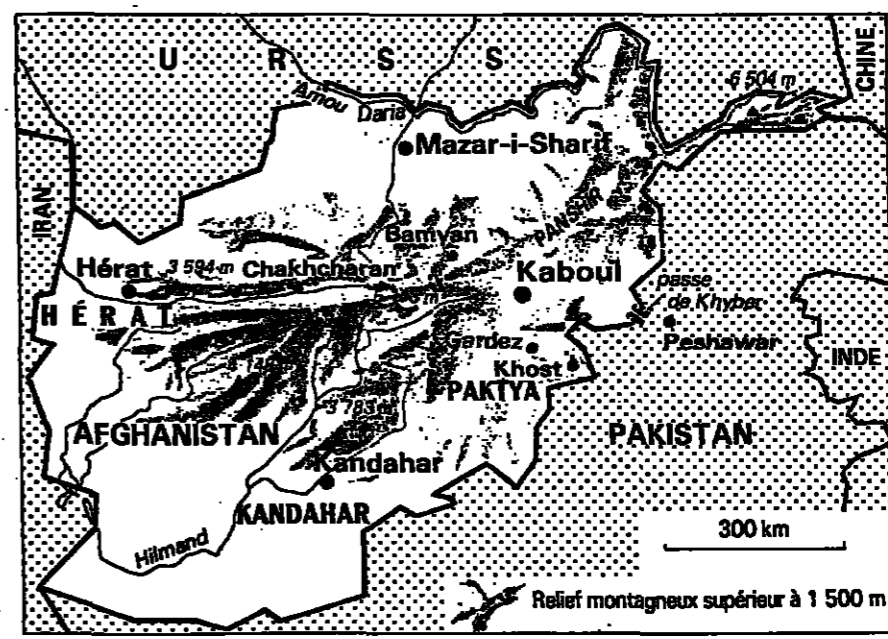 URSS
CHINE
6 504 m
Amou
Daria
Mazar-i-Sharif
IRAN
PANSHIR
Bamyan
Hérat
3 594 m
Chakhcharan
Kaboul
passe
de Khyber
HÉRAT
Peshawar
Gardez
INDE
Khost
PAKTYA
3 783 m
AFGHANISTAN
PAKISTAN
Kandahar
KANDAHAR
300 km
Hilmand
Relief montagneux supérieur à 1 500 m